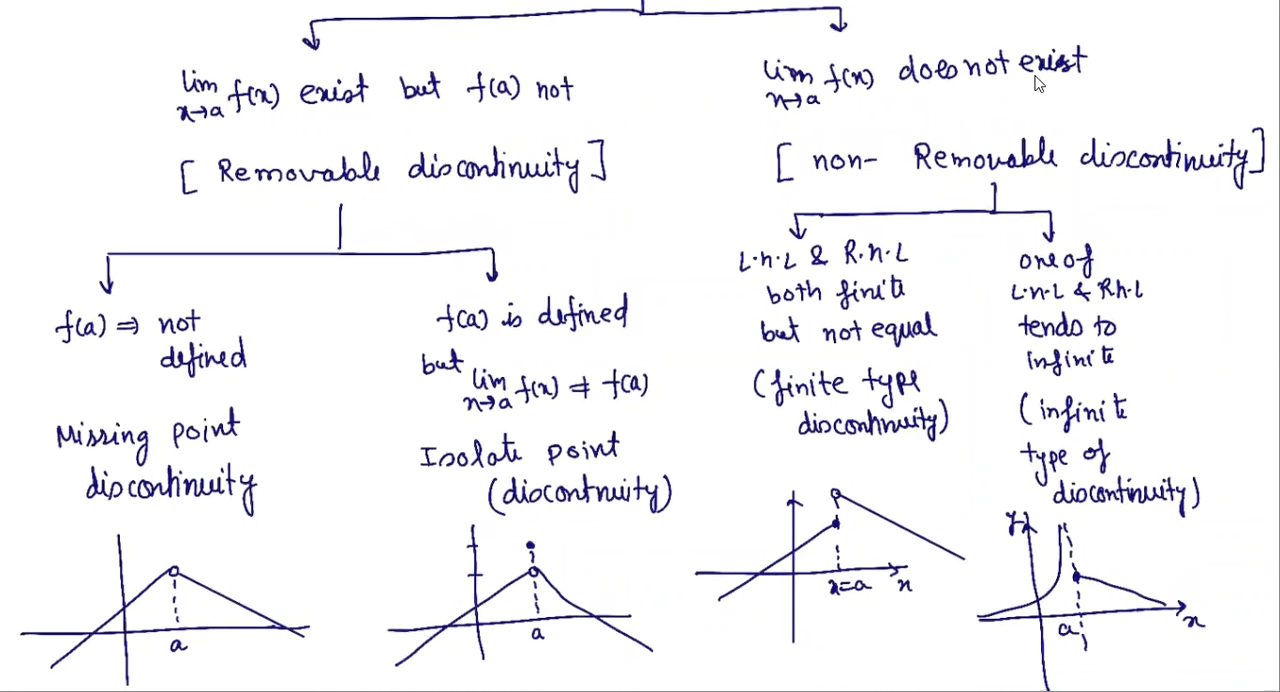 lim f(x) exist but f(a) not
x→a
[ Removable discontinuity ]
f(a) ⇒ not
defined
Missing point
discontinuity
a
f(a) is defined
but lim f(x) ≠ f(a)
x→a
Isolate point
(discontnuity)
a
lim f(x) does not exist
x→a
[ non- Removable discontinuity ]
L.h.L & R.h.L
both finite
but not equal
(finite type
discontinuity)
x=a
x
one of
L.h.L & Rh.L
tends to
infinite
(infinite
type of
discontinuity)
y
a
x